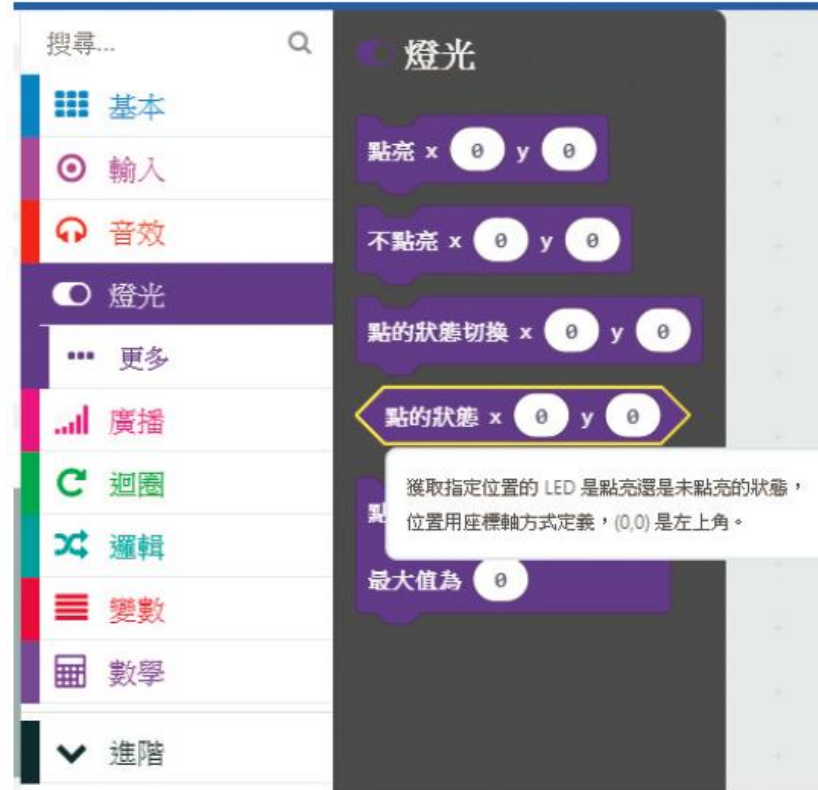 搜尋...
基本
輸入
音效
燈光
更多
廣播
迴圈
邏輯
變數
數學
進階
燈光
點亮 x 0 y 0
不點亮 x 0 y 0
點的狀態切換 x 0 y 0
點的狀態 x 0 y 0
獲取指定位置的 LED 是點亮還是未點亮的狀態，
位置用座標軸方式定義，(0,0) 是左上角。
最大值為 0